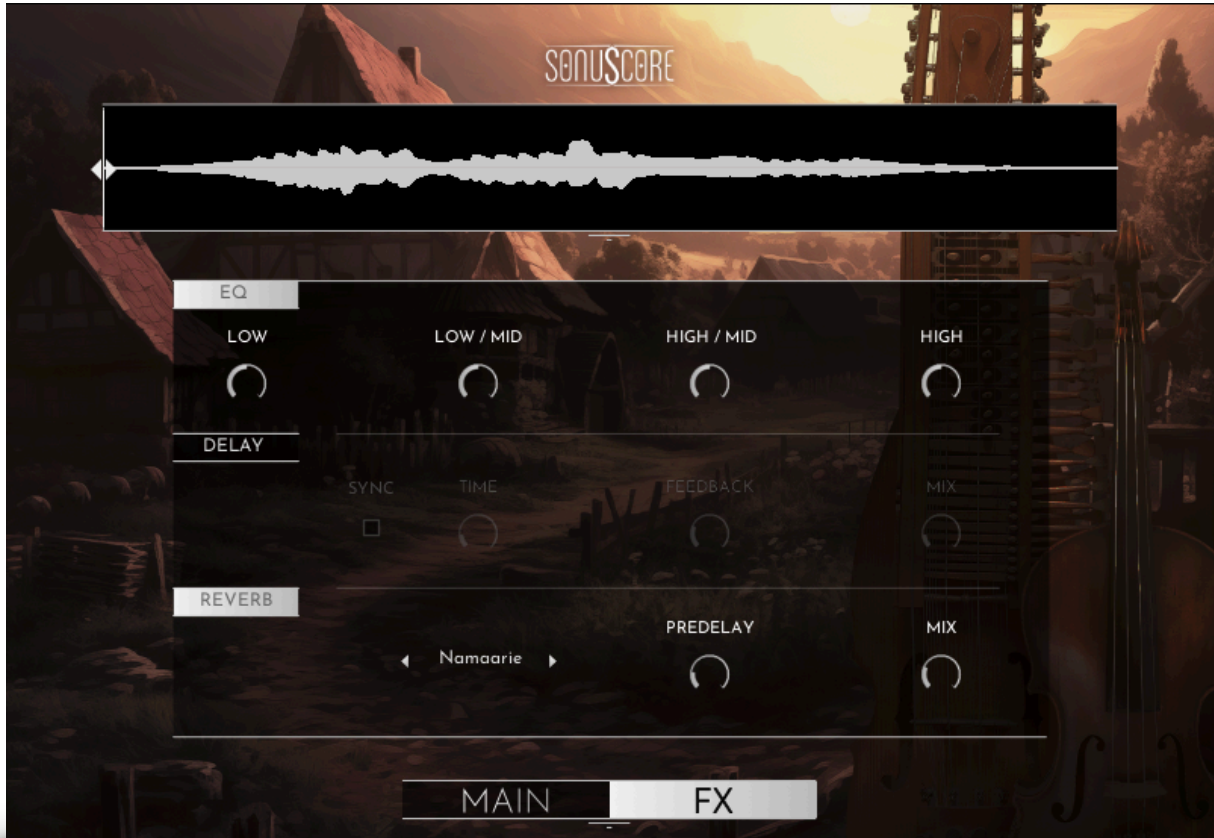 SONUSCORE
EQ
LOW LOW / MID HIGH / MID HIGH
DELAY
SYNC TIME FEEDBACK MIX
REVERB
PREDELAY MIX
Namaarie
MAIN FX